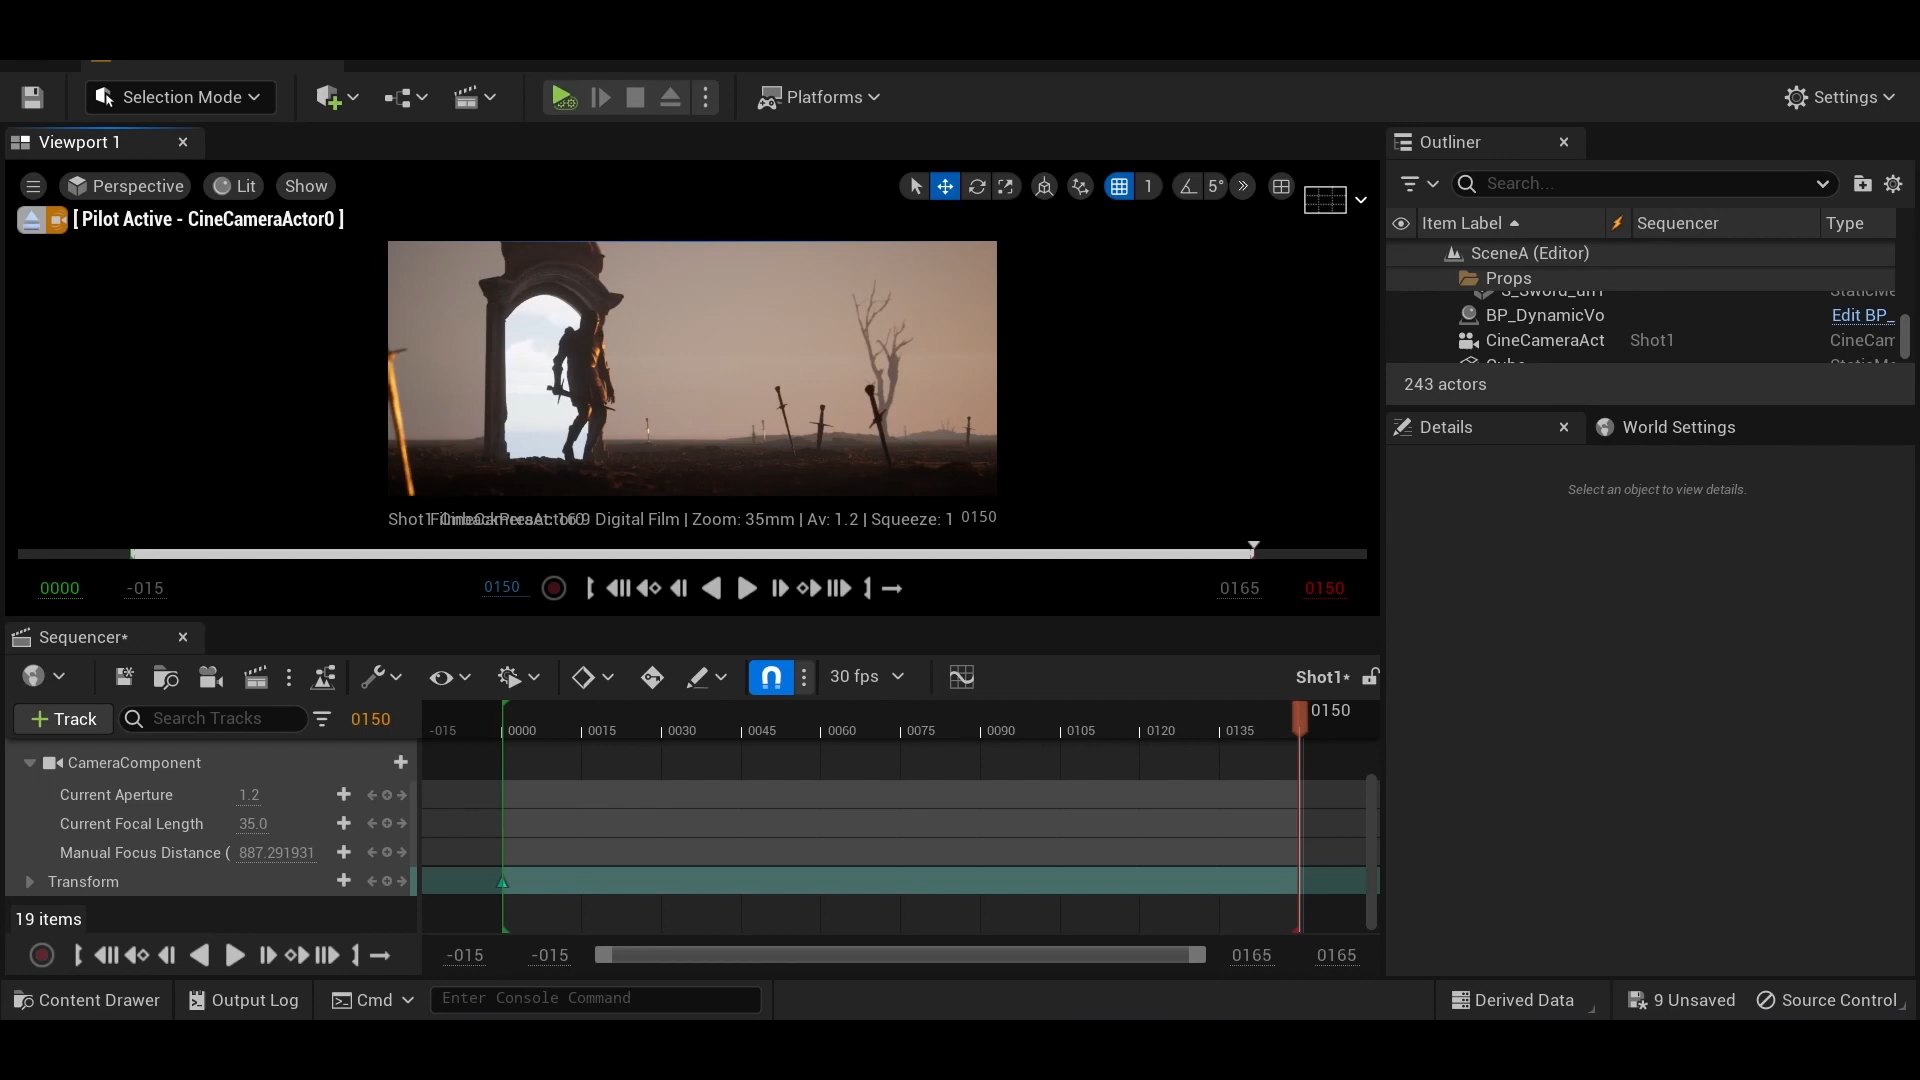 Selection Mode
Platforms
Settings
Viewport 1
Outliner
Perspective
Lit
Show
1
5°
Search...
[ Pilot Active - CineCameraActor0 ]
Item Label
Sequencer
Type
SceneA (Editor)
Props
BP_DynamicVo
Edit BP_
CineCameraAct
Shot1
CineCam
243 actors
Details
World Settings
Select an object to view details.
9 Digital Film | Zoom: 35mm | Av: 1.2 | Squeeze: 1
0150
0000
-015
0150
0165
0150
Sequencer*
30 fps
Shot1*
Track
Search Tracks
0150
0150
-015
0000
0015
0030
0045
0060
0075
0090
0105
0120
0135
CameraComponent
Current Aperture
1.2
Current Focal Length
35.0
Manual Focus Distance (
887.291931
Transform
19 items
-015
-015
0165
0165
Content Drawer
Output Log
Cmd
Enter Console Command
Derived Data
9 Unsaved
Source Control